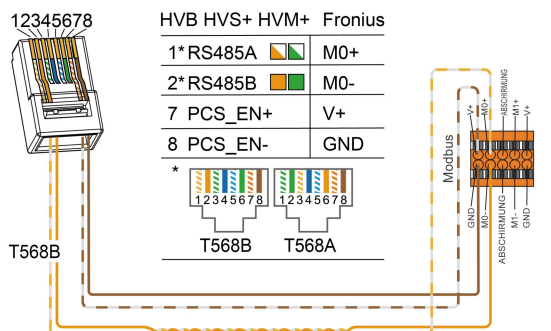 12345678
HVB HVS+ HVM+ Fronius
1* RS485A M0+
2* RS485B M0-
7 PCS_EN+ V+
8 PCS_EN- GND
*
12345678 12345678
T568B T568A
T568B
Modbus
V+ M0+ ABSCHIRMUNG M1+ V+
GND M0- ABSCHIRMUNG M1- GND